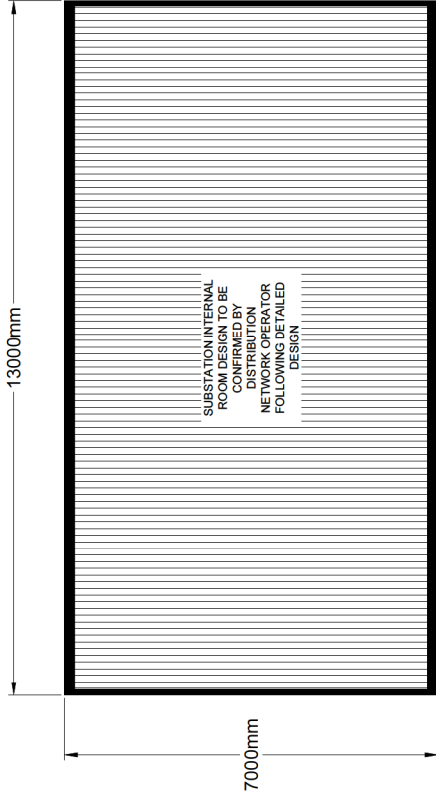 13000mm
SUBSTATION INTERNAL
ROOM DESIGN TO BE
CONFIRMED BY
DISTRIBUTION
NETWORK OPERATOR
FOLLOWING DETAILED
DESIGN
7000mm